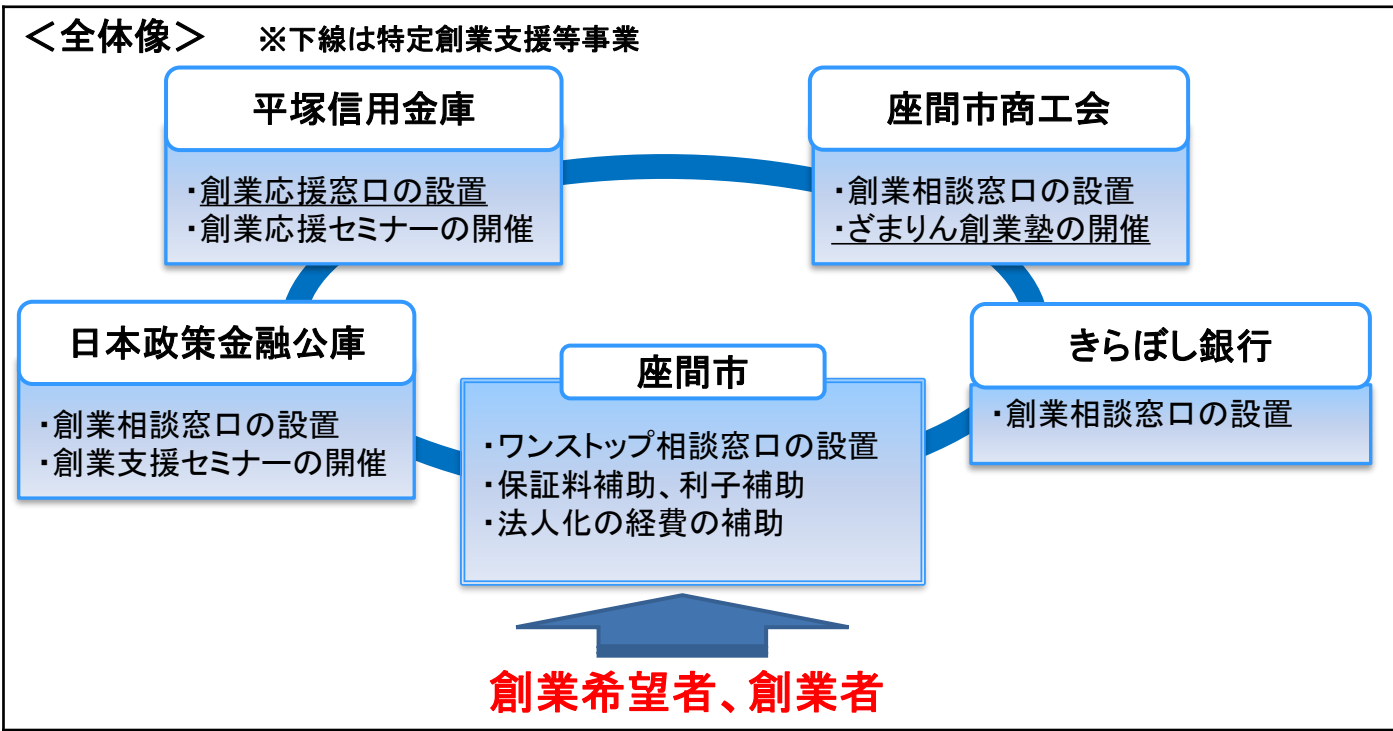 ＜全体像＞　※下線は特定創業支援等事業
平塚信用金庫
・創業応援窓口の設置
・創業応援セミナーの開催
座間市商工会
・創業相談窓口の設置
・ざまりん創業塾の開催
日本政策金融公庫
・創業相談窓口の設置
・創業支援セミナーの開催
座間市
・ワンストップ相談窓口の設置
・保証料補助、利子補助
・法人化の経費の補助
きらぼし銀行
・創業相談窓口の設置
創業希望者、創業者